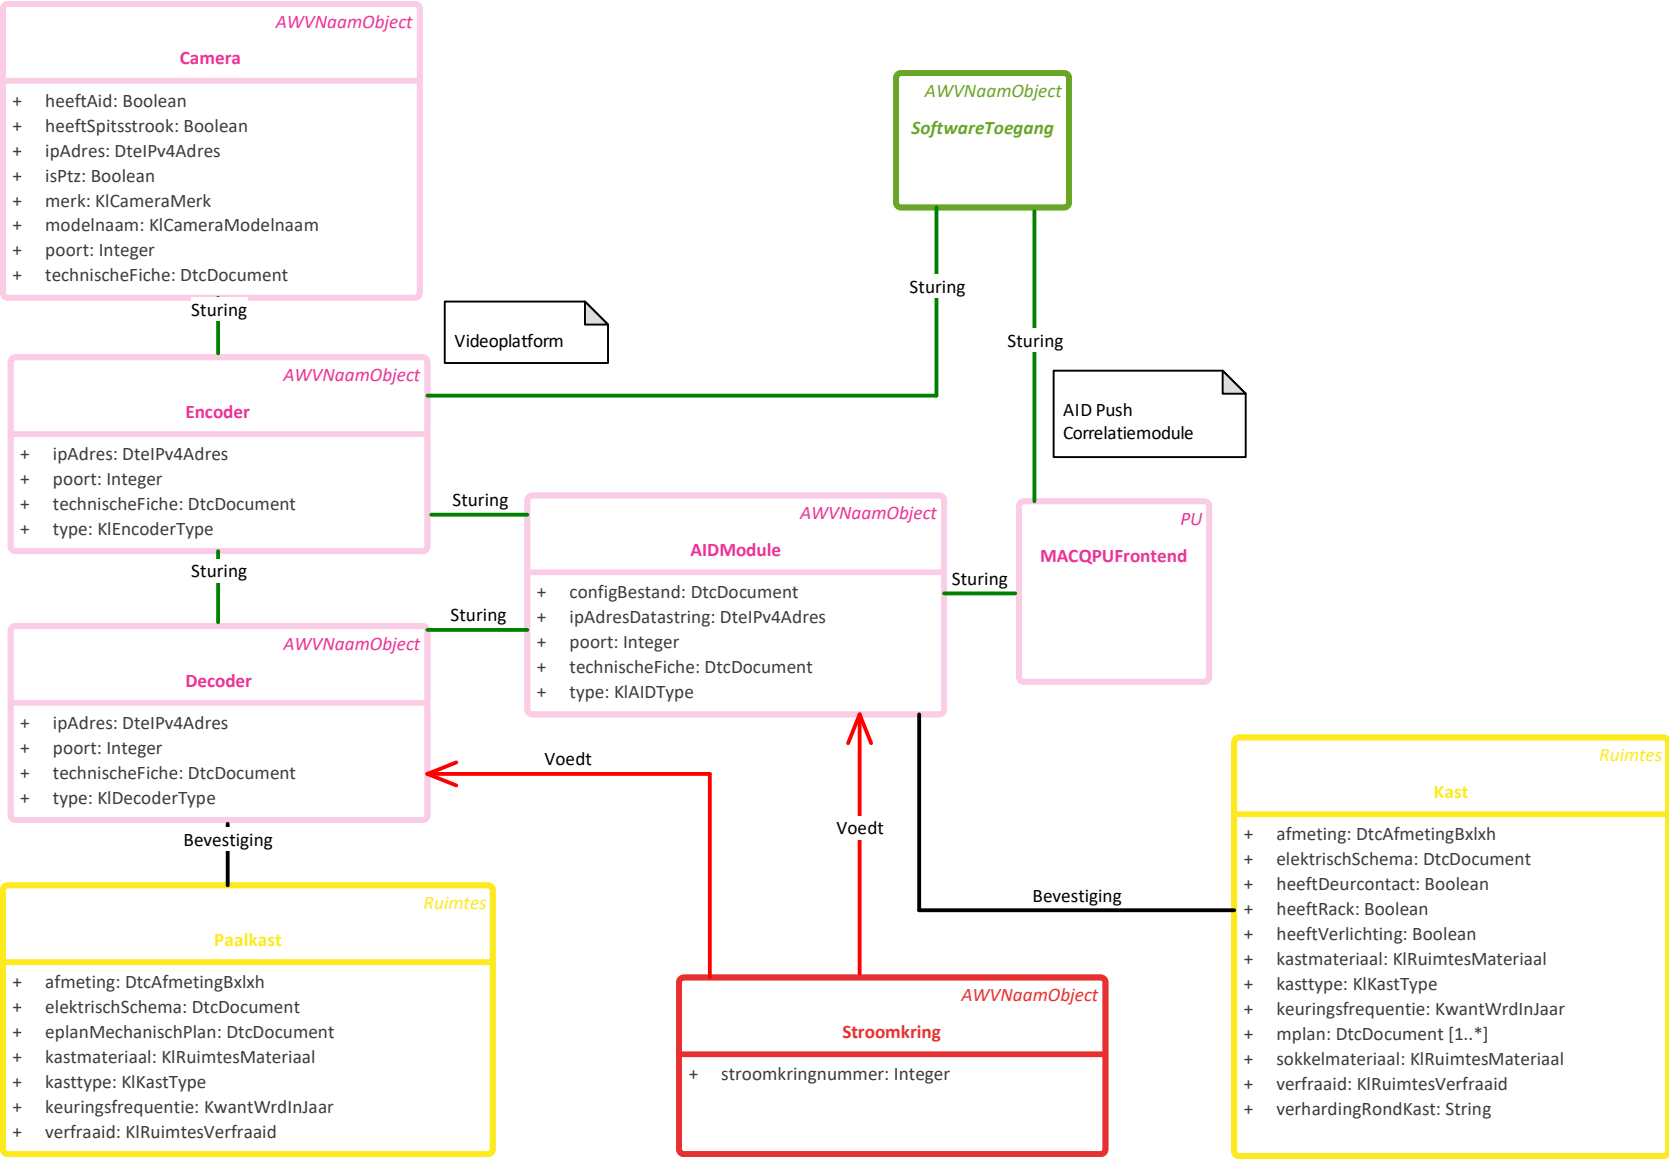 AWVNaamObject
Camera
+ heeftAid: Boolean
+ heeftSpitsstrook: Boolean
+ ipAdres: DteIPv4Adres
+ isPtz: Boolean
+ merk: KlCameraMerk
+ modelnaam: KlCameraModelnaam
+ poort: Integer
+ technischeFiche: DtcDocument
AWVNaamObject
SoftwareToegang
Sturing
Sturing
Sturing
Videoplatform
AID Push
Correlatiemodule
AWVNaamObject
Encoder
+ ipAdres: DteIPv4Adres
+ poort: Integer
+ technischeFiche: DtcDocument
+ type: KlEncoderType
Sturing
Sturing
Sturing
Sturing
AWVNaamObject
AIDModule
+ configBestand: DtcDocument
+ ipAdresDatastring: DteIPv4Adres
+ poort: Integer
+ technischeFiche: DtcDocument
+ type: KlAIDType
PU
MACQPUFrontend
AWVNaamObject
Decoder
+ ipAdres: DteIPv4Adres
+ poort: Integer
+ technischeFiche: DtcDocument
+ type: KlDecoderType
Voedt
Voedt
Bevestiging
Bevestiging
Ruimtes
Paalkast
+ afmeting: DtcAfmetingBxlxh
+ elektrischSchema: DtcDocument
+ eplanMechanischPlan: DtcDocument
+ kastmateriaal: KlRuimtesMateriaal
+ kasttype: KlKastType
+ keuringsfrequentie: KwantWrdInJaar
+ verfraaid: KlRuimtesVerfraaid
AWVNaamObject
Stroomkring
+ stroomkringnummer: Integer
Ruimtes
Kast
+ afmeting: DtcAfmetingBxlxh
+ elektrischSchema: DtcDocument
+ heeftDeurcontact: Boolean
+ heeftRack: Boolean
+ heeftVerlichting: Boolean
+ kastmateriaal: KlRuimtesMateriaal
+ kasttype: KlKastType
+ keuringsfrequentie: KwantWrdInJaar
+ mplan: DtcDocument [1..*]
+ sokkelmateriaal: KlRuimtesMateriaal
+ verfraaid: KlRuimtesVerfraaid
+ verhardingRondKast: String